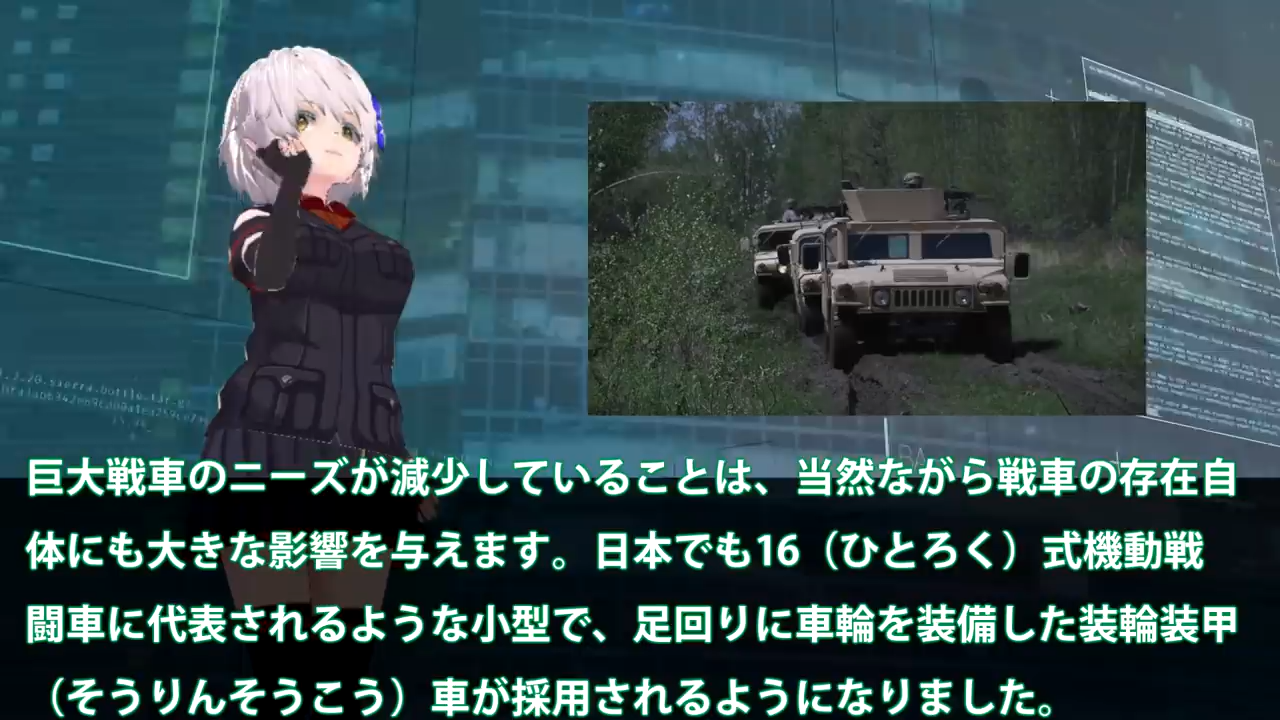 巨大戦車のニーズが減少していることは、当然ながら戦車の存在自
体にも大きな影響を与えます。日本でも16（ひとろく）式機動戦
闘車に代表されるような小型で、足回りに車輪を装備した装輪装甲
（そうりんそうこう）車が採用されるようになりました。